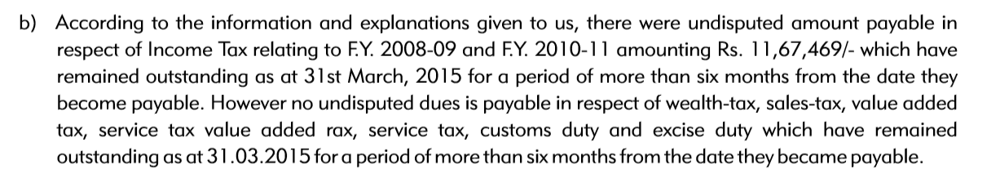 b) According to the information and explanations given to us, there were undisputed amount payable in
respect of Income Tax relating to F.Y. 2008-09 and F.Y. 2010-11 amounting Rs. 11,67,469/- which have
remained outstanding as at 31st March, 2015 for a period of more than six months from the date they
become payable. However no undisputed dues is payable in respect of wealth-tax, sales-tax, value added
tax, service tax value added rax, service tax, customs duty and excise duty which have remained
outstanding as at 31.03.2015 for a period of more than six months from the date they became payable.